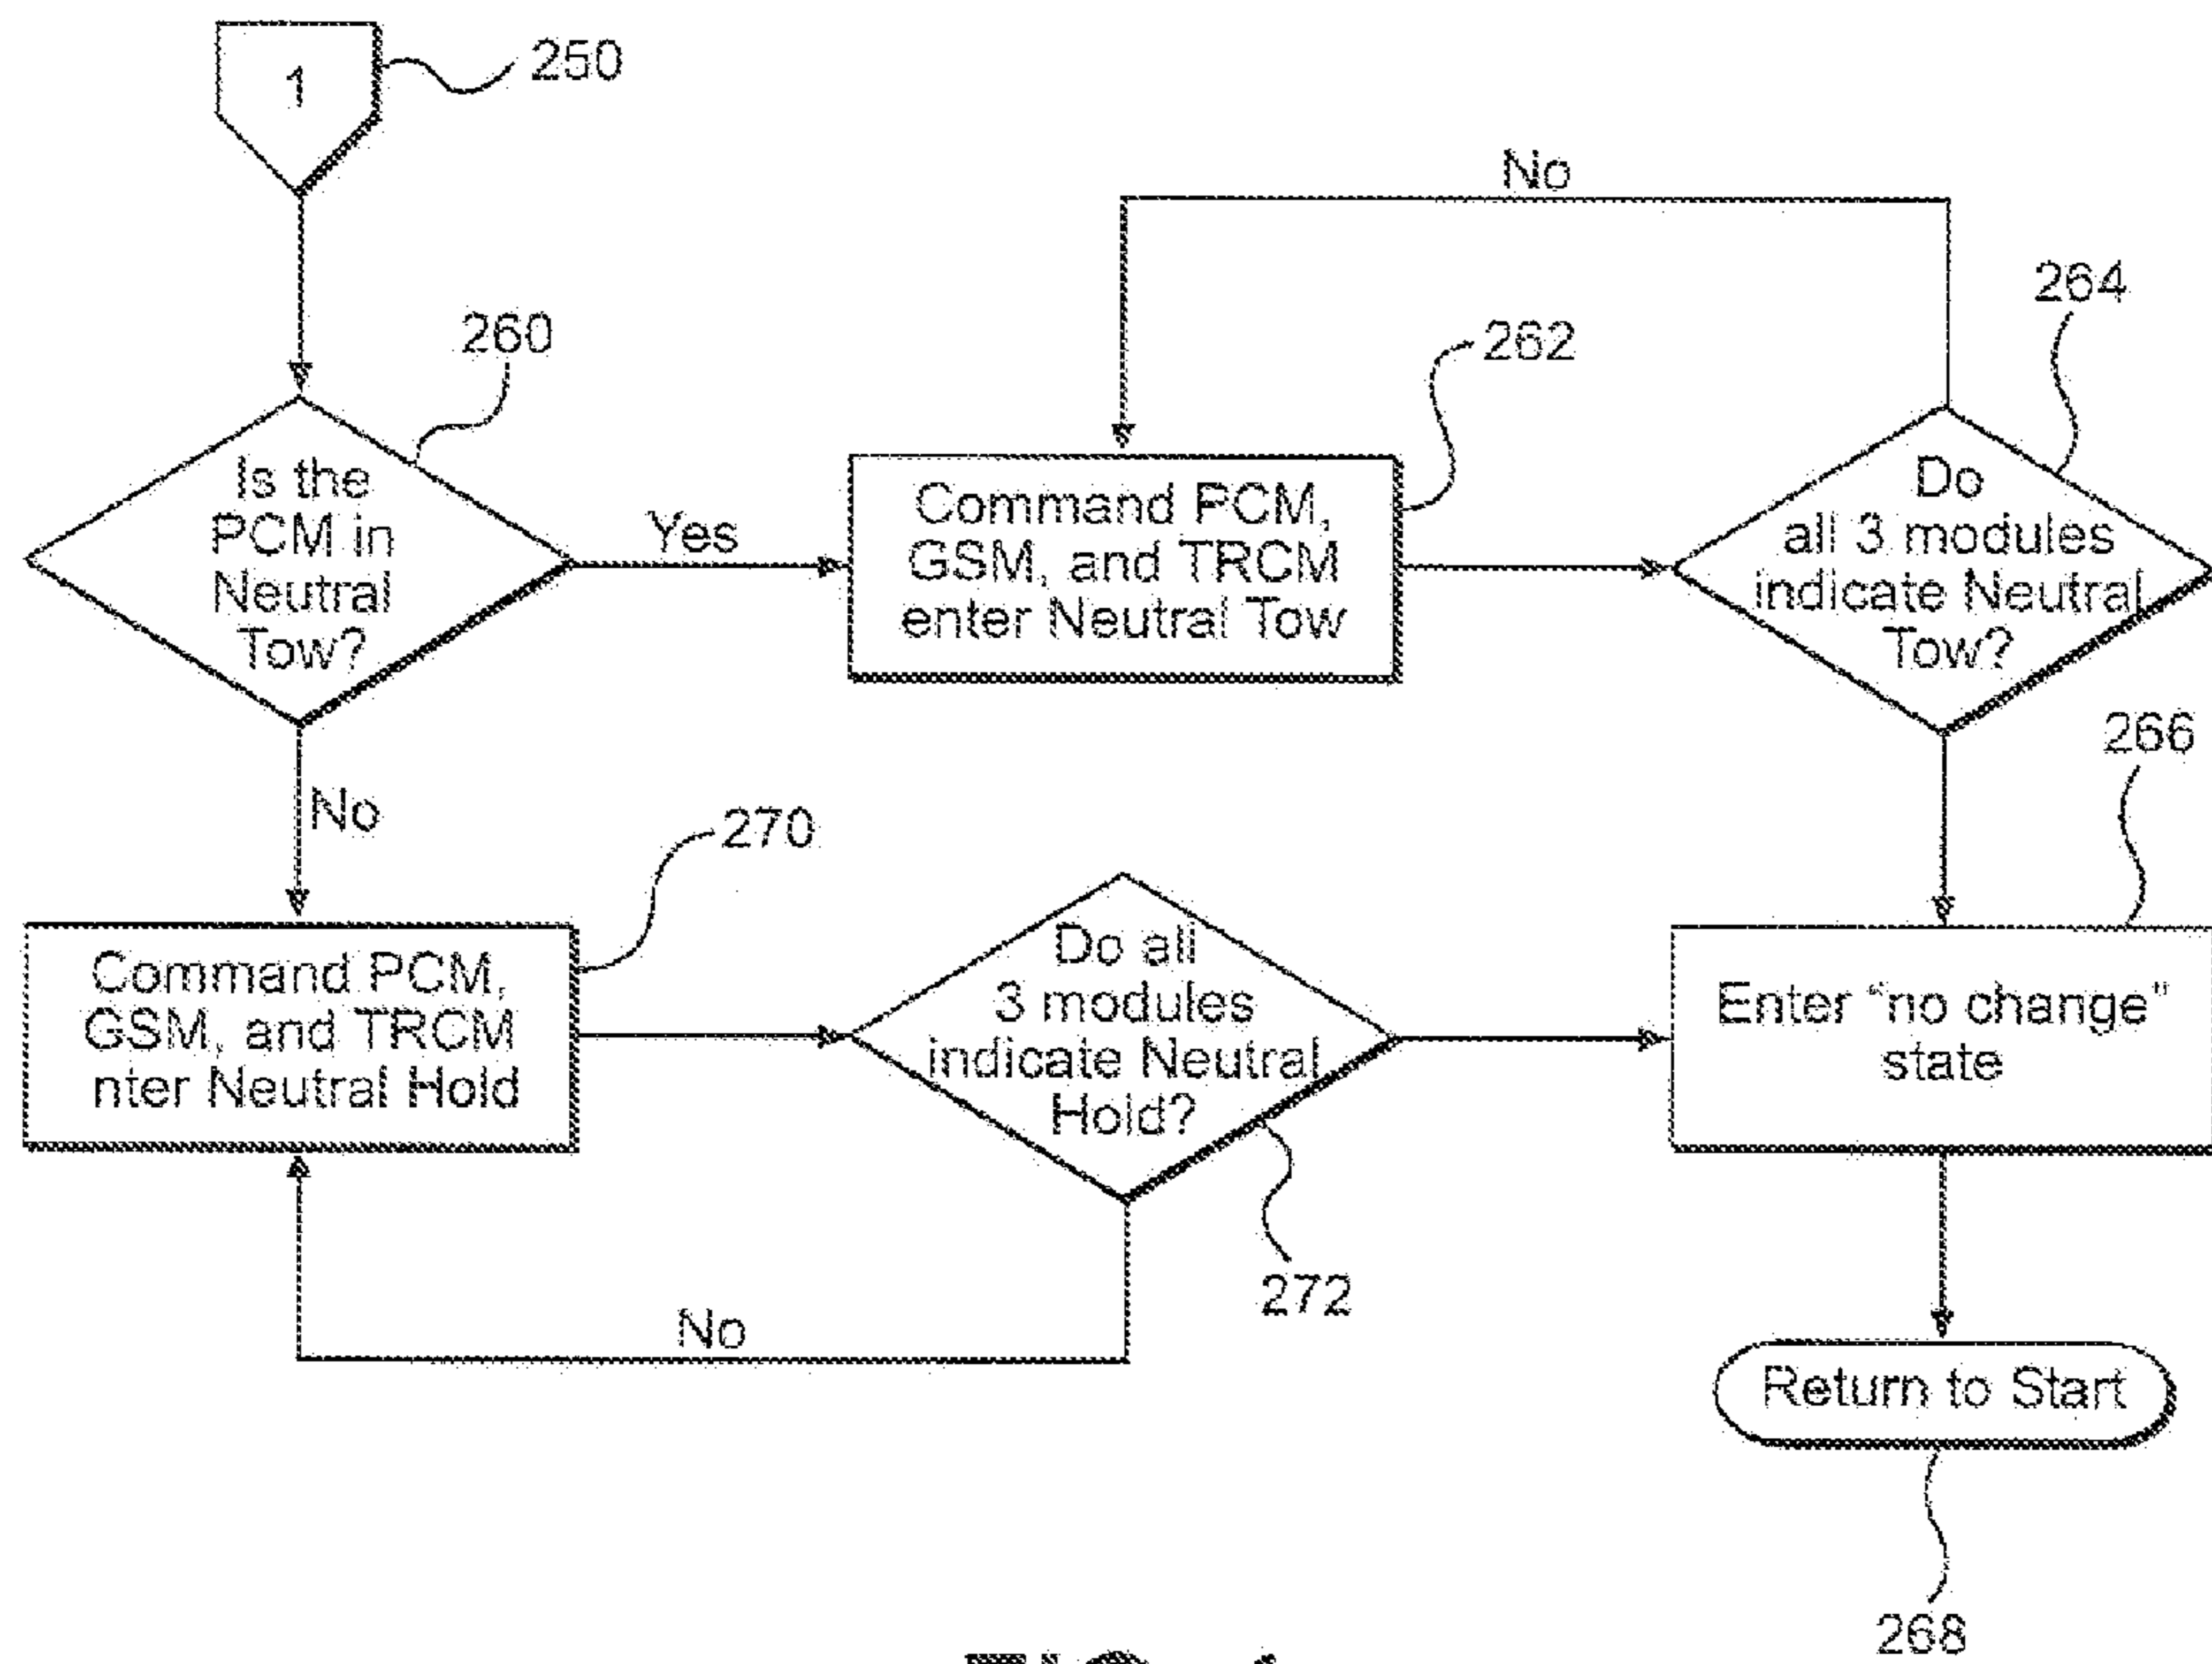 1
250
260
Is the
PCM in
Neutral
Tow?
Yes
No
262
Command PCM,
GSM, and TRCM
enter Neutral Tow
No
264
Do
all 3 modules
indicate Neutral
Tow?
266
270
Command PCM,
GSM, and TRCM
nter Neutral Hold
Do all
3 modules
indicate Neutral
Hold?
272
No
Enter “no change”
state
Return to Start
268